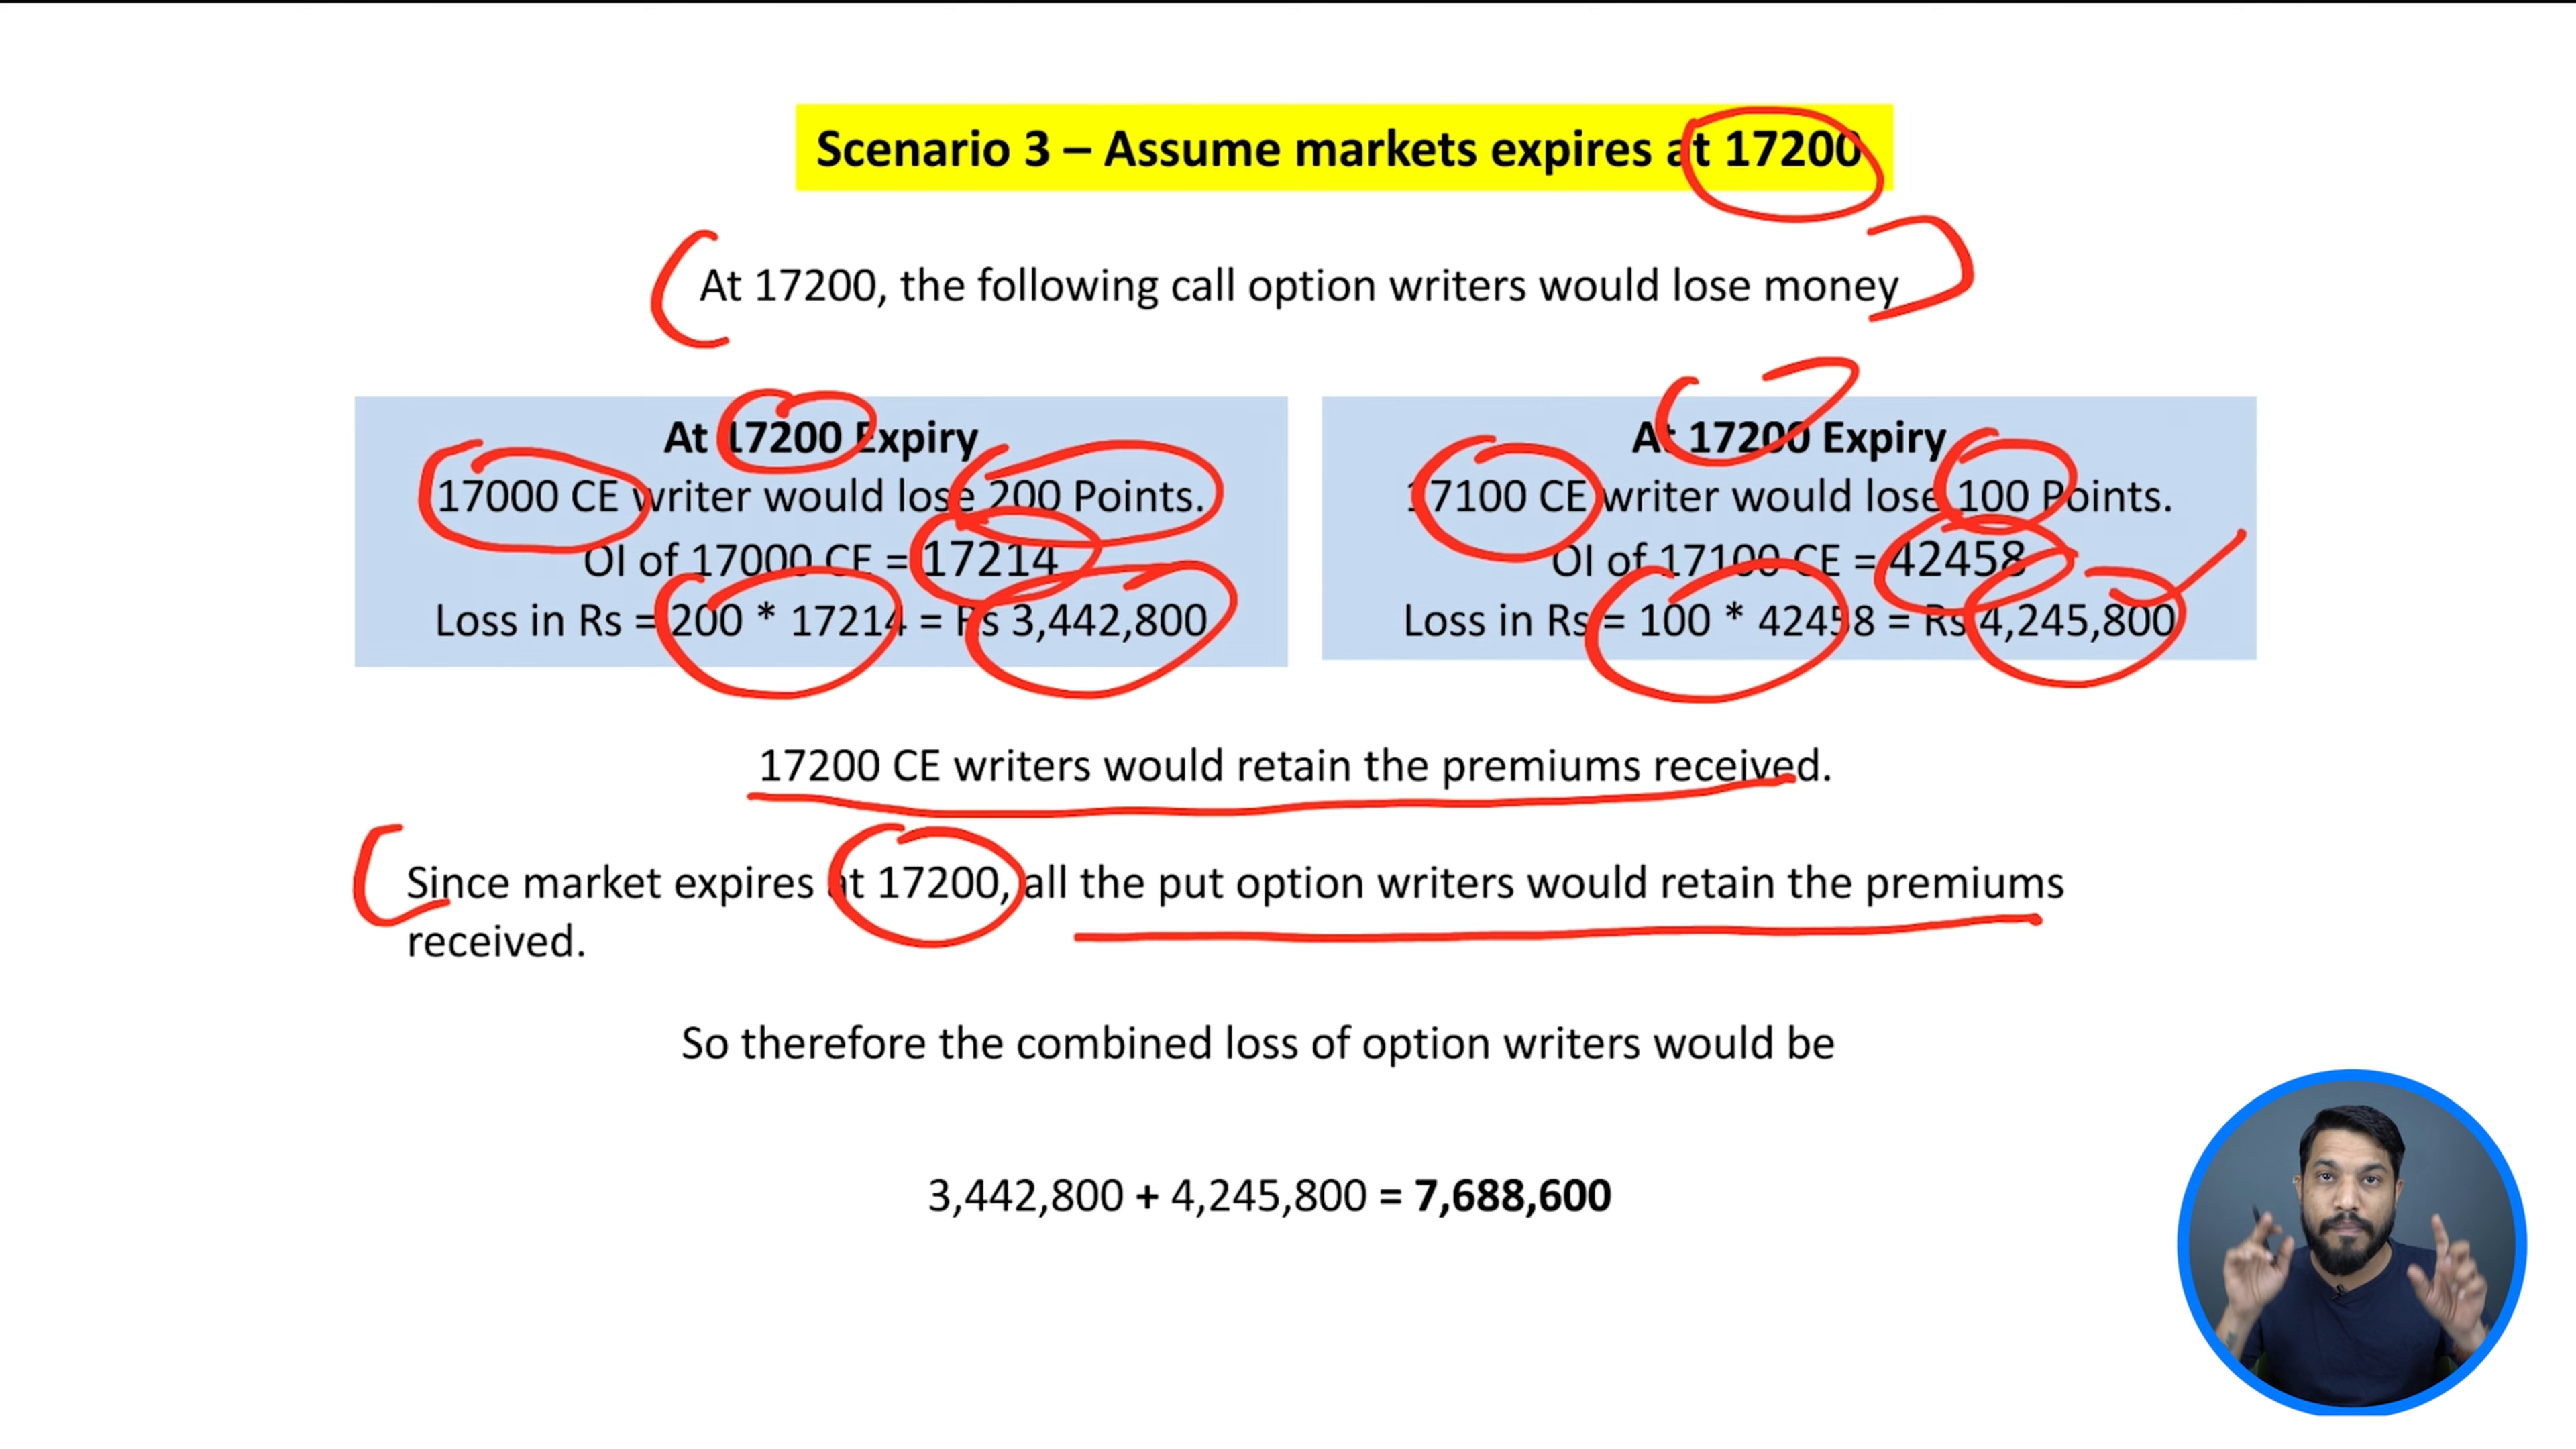 Scenario 3 – Assume markets expires at 17200
At 17200, the following call option writers would lose money
At 17200 Expiry
17000 CE writer would lose 200 Points.
OI of 17000 CE = 17214
Loss in Rs = 200 * 17214 = Rs 3,442,800
At 17200 Expiry
17100 CE writer would lose 100 Points.
OI of 17100 CE = 42458
Loss in Rs = 100 * 42458 = Rs 4,245,800
17200 CE writers would retain the premiums received.
Since market expires at 17200, all the put option writers would retain the premiums
received.
So therefore the combined loss of option writers would be
3,442,800 + 4,245,800 = 7,688,600